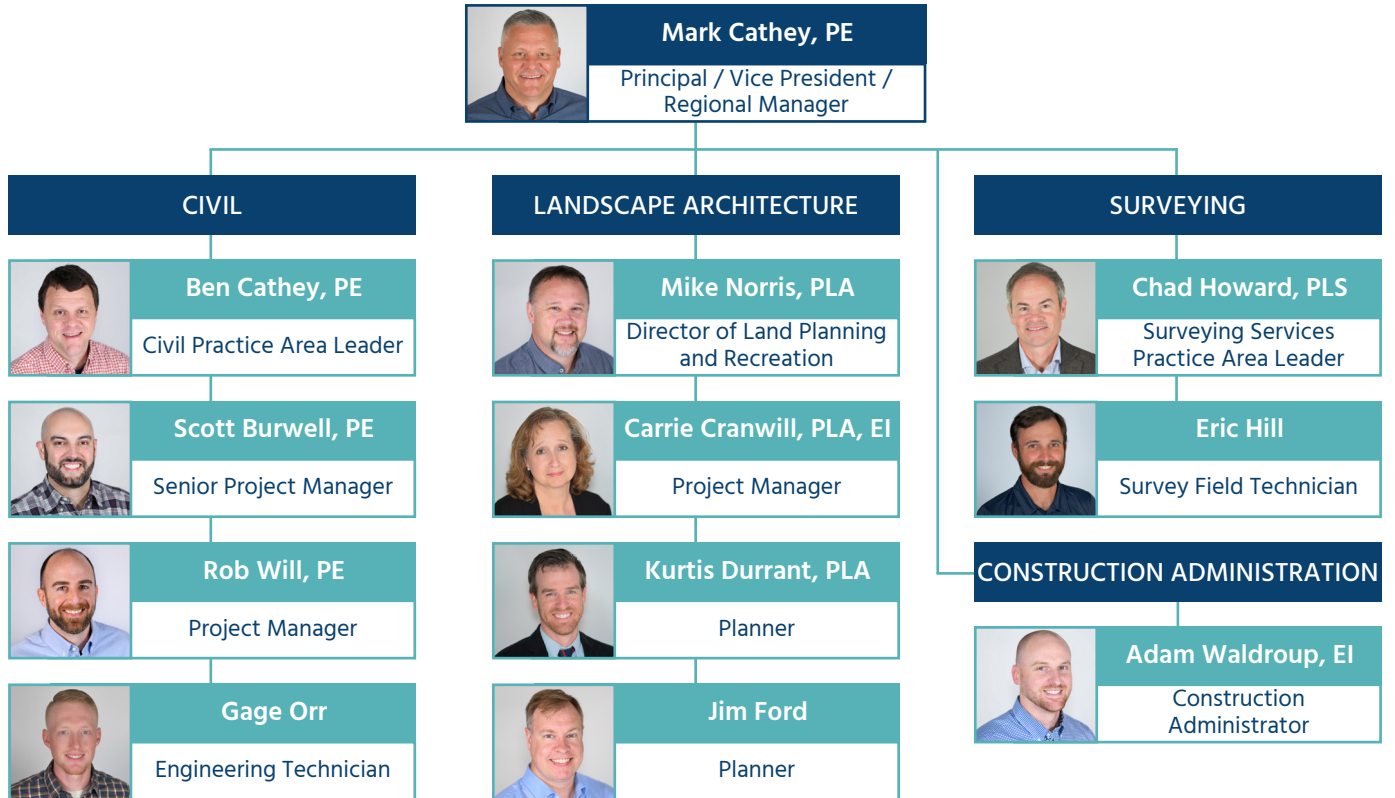 Mark Cathey, PE
Principal / Vice President /
Regional Manager
CIVIL
Ben Cathey, PE
Civil Practice Area Leader
Scott Burwell, PE
Senior Project Manager
Rob Will, PE
Project Manager
Gage Orr
Engineering Technician
LANDSCAPE ARCHITECTURE
Mike Norris, PLA
Director of Land Planning
and Recreation
Carrie Cranwill, PLA, EI
Project Manager
Kurtis Durrant, PLA
Planner
Jim Ford
Planner
SURVEYING
Chad Howard, PLS
Surveying Services
Practice Area Leader
Eric Hill
Survey Field Technician
CONSTRUCTION ADMINISTRATION
Adam Waldroup, EI
Construction
Administrator